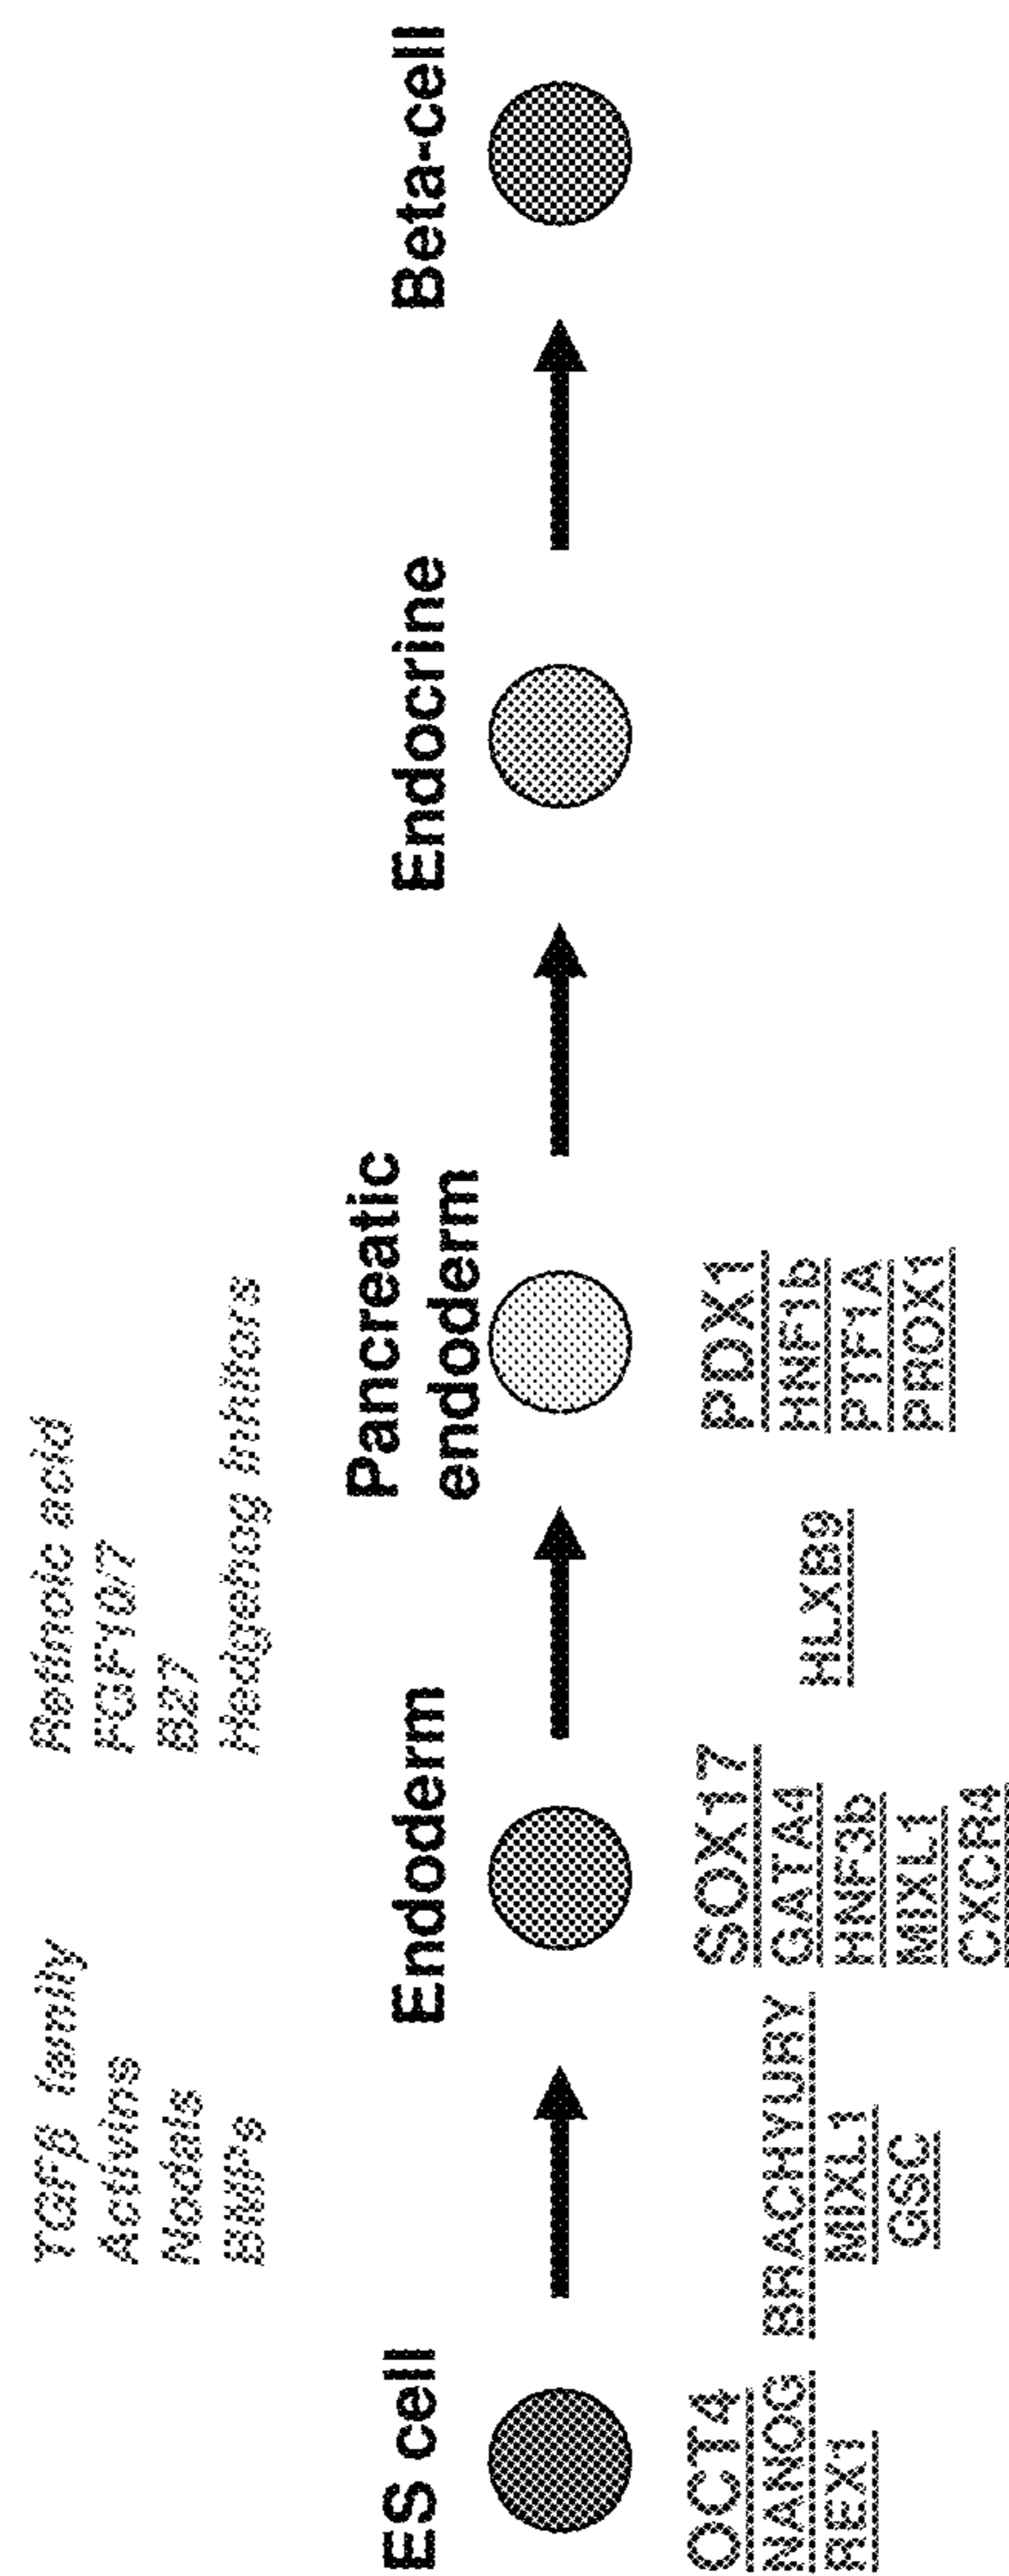 TGFβ family
Activins
Nodals
BMPs
Retinoic acid
FGF10/7
B27
Hedgehog inhibitors
ES cell
Endoderm
Pancreatic
endoderm
Endocrine
Beta-cell
OCT4
NANOG
REX1
BRACHYURY
MIXL1
GSC
SOX17
GATA4
HNF3b
MIXL1
CXCR4
HLXB9
PDX1
HNF1b
PTF1A
PROX1